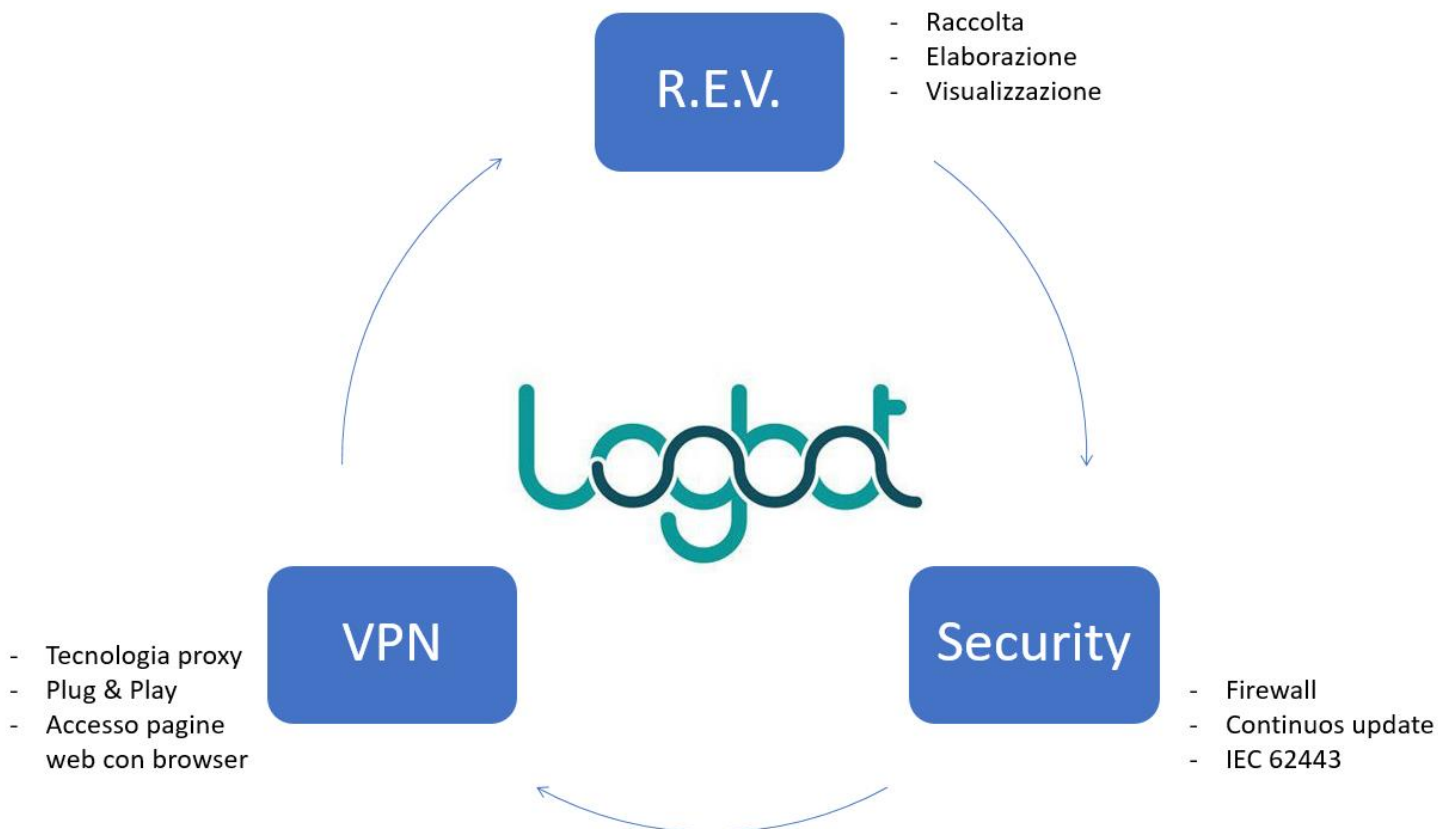 R.E.V.
- Raccolta
- Elaborazione
- Visualizzazione
Logbot
VPN
- Tecnologia proxy
- Plug & Play
- Accesso pagine
web con browser
Security
- Firewall
- Continuos update
- IEC 62443